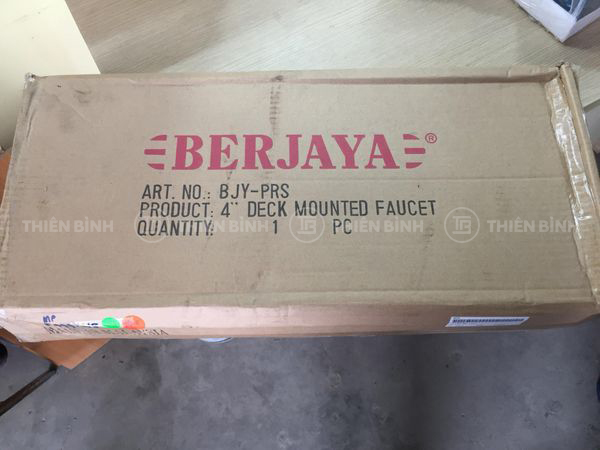 BERJAYA®
ART. NO.: BJY-PRS
PRODUCT: 4" DECK MOUNTED FAUCET
QUANTITY: 1 PC
THIÊN BÌNH THIÊN BÌNH THIÊN BÌNH
MP